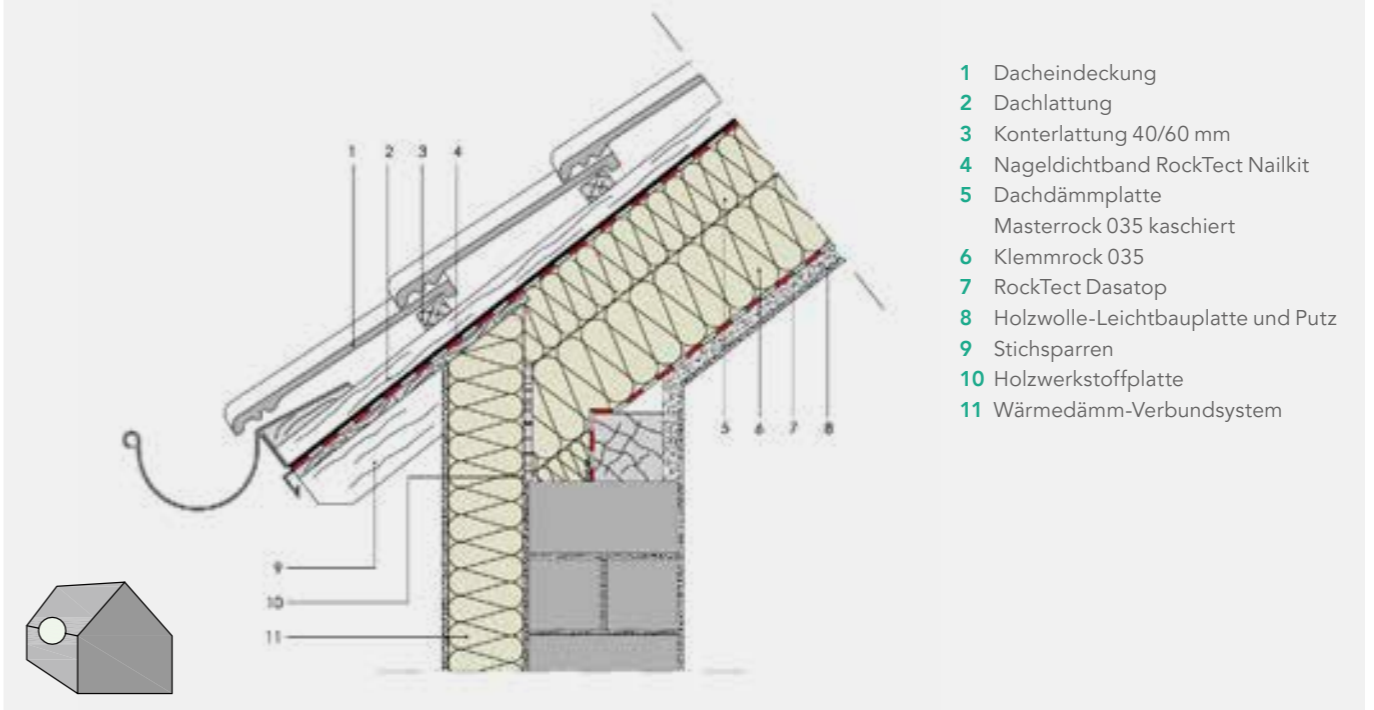 1 2 3 4
1 Dacheindeckung
2 Dachlattung
3 Konterlattung 40/60 mm
4 Nageldichtband RockTect Nailkit
5 Dachdämmplatte
Masterrock 035 kaschiert
6 Klemmrock 035
7 RockTect Dasatop
8 Holzwolle-Leichtbauplatte und Putz
9 Stichsparren
10 Holzwerkstoffplatte
11 Wärmedämm-Verbundsystem
5 6 7 8
9
10
11